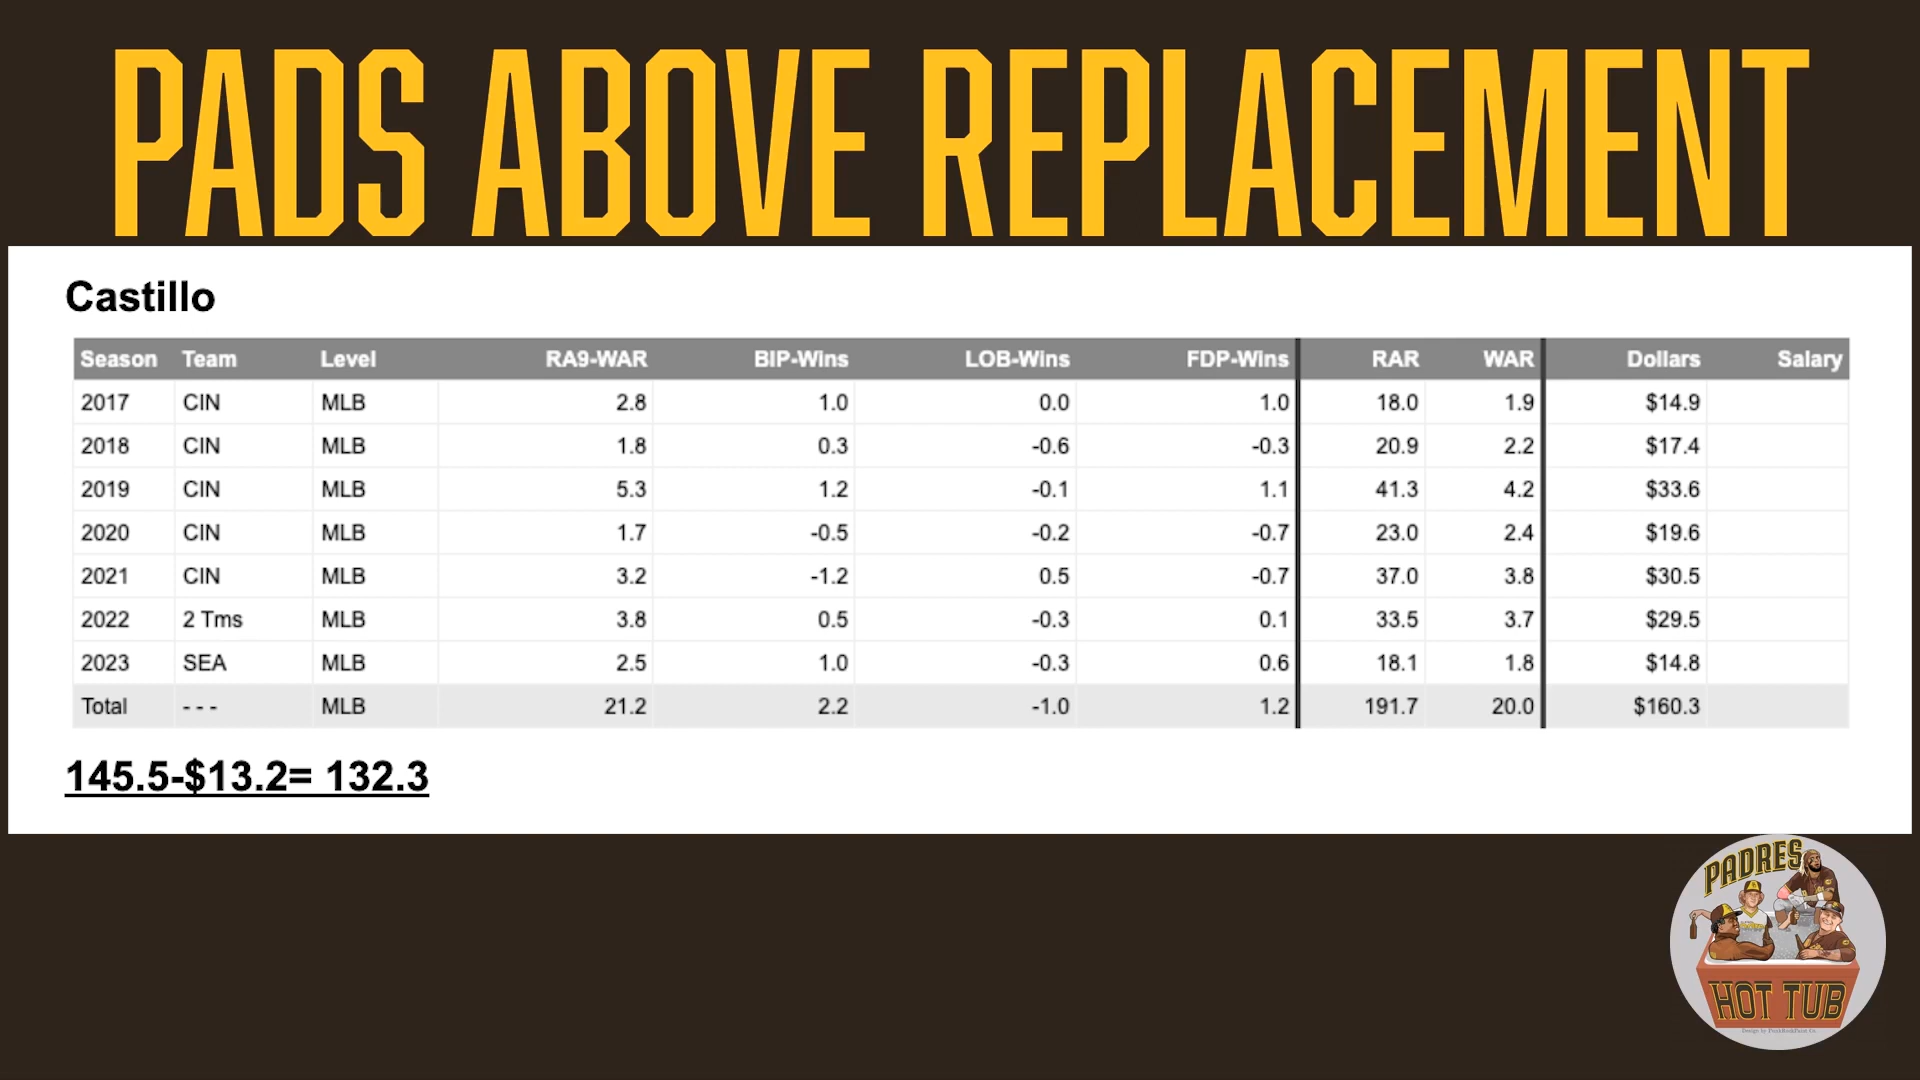 PADS ABOVE REPLACEMENT
Castillo
Season Team Level RA9-WAR BIP-Wins LOB-Wins FDP-Wins RAR WAR Dollars Salary
2017 CIN MLB 2.8 1.0 0.0 1.0 18.0 1.9 $14.9
2018 CIN MLB 1.8 0.3 -0.6 -0.3 20.9 2.2 $17.4
2019 CIN MLB 5.3 1.2 -0.1 1.1 41.3 4.2 $33.6
2020 CIN MLB 1.7 -0.5 -0.2 -0.7 23.0 2.4 $19.6
2021 CIN MLB 3.2 -1.2 0.5 -0.7 37.0 3.8 $30.5
2022 2 Tms MLB 3.8 0.5 -0.3 0.1 33.5 3.7 $29.5
2023 SEA MLB 2.5 1.0 -0.3 0.6 18.1 1.8 $14.8
Total - - - MLB 21.2 2.2 -1.0 1.2 191.7 20.0 $160.3
145.5-$13.2= 132.3
PADRES
HOT TUB